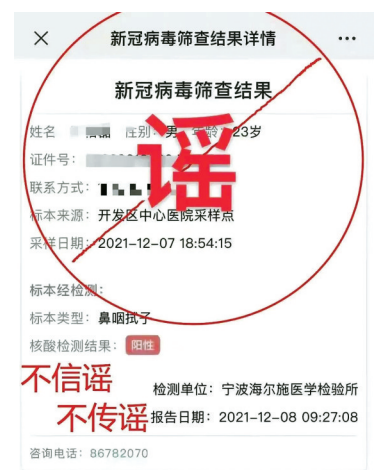 新冠病毒筛查结果详情
新冠病毒筛查结果
姓名 性别：男 年龄：23岁
证件号：
联系方式：
标本来源：开发区中心医院采样点
采样日期：2021-12-07 18:54:15
谣
标本经检测：
标本类型：鼻咽拭子
核酸检测结果：阳性
不信谣
不传谣
检测单位：宁波海尔施医学检验所
报告日期：2021-12-08 09:27:08
咨询电话：86782070